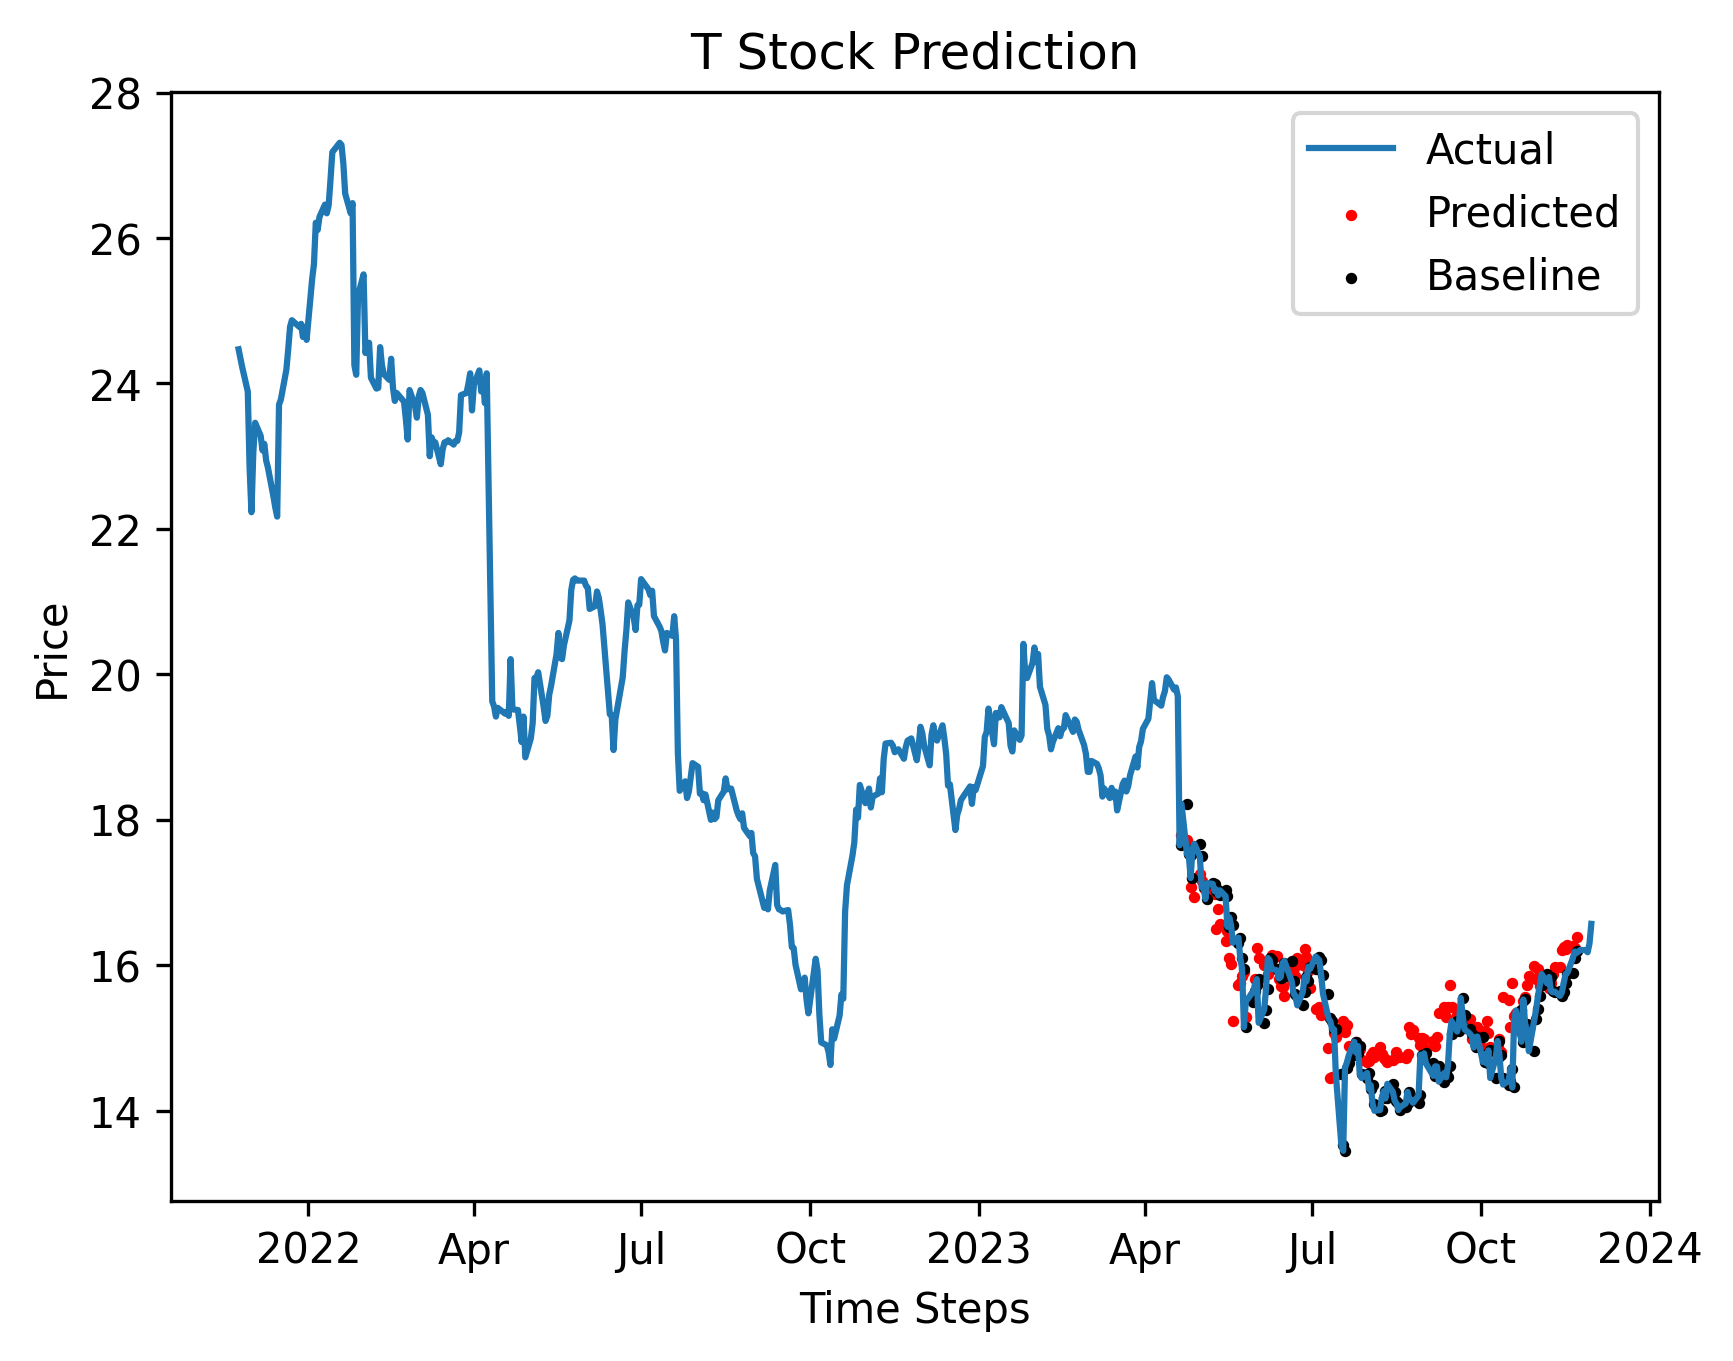 T Stock Prediction
28
26
24
22
20
18
16
14
Price
Actual
Predicted
Baseline
2022 Apr Jul Oct 2023 Apr Jul Oct 2024
Time Steps